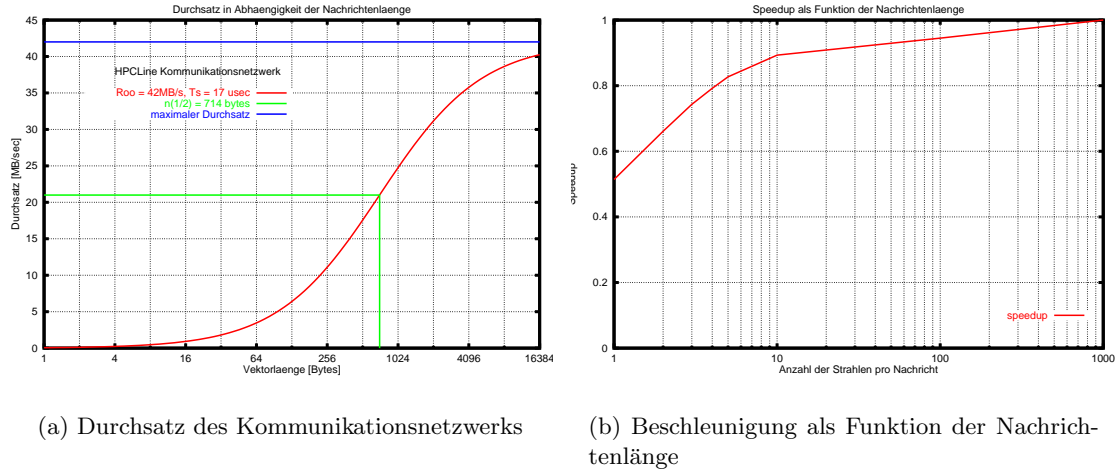 Durchsatz in Abhaengigkeit der Nachrichtenlaenge
45
40
35
30
25
20
15
10
5
0
Durchsatz [MB/sec]
HPCLine Kommunikationsnetzwerk
Roo = 42MB/s, Ts = 17 usec
n(1/2) = 714 bytes
maximaler Durchsatz
1 4 16 64 256 1024 4096 16384
Vektorlaenge [Bytes]
(a) Durchsatz des Kommunikationsnetzwerks
Speedup als Funktion der Nachrichtenlaenge
1
0.8
0.6
0.4
0.2
0
speedup
speedup
1 10 100 1000
Anzahl der Strahlen pro Nachricht
(b) Beschleunigung als Funktion der Nachrich-
tenlänge